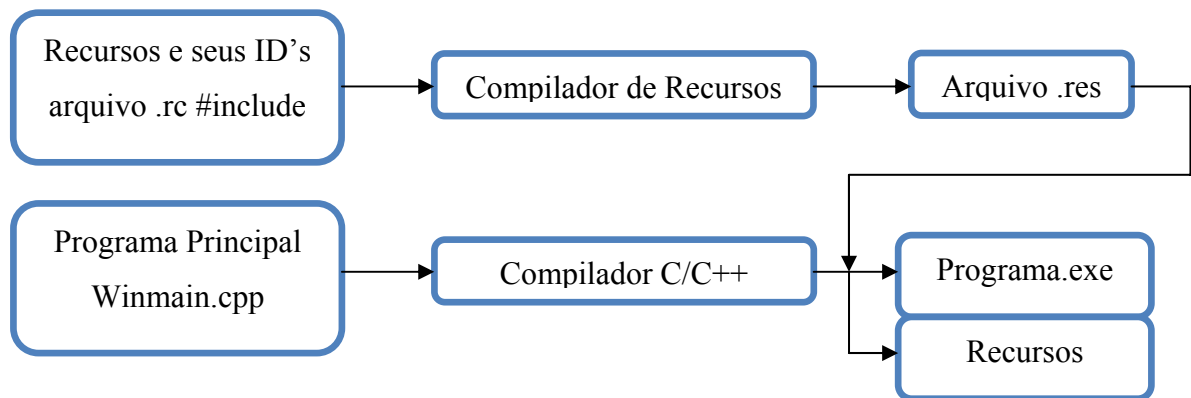 Recursos e seus ID’s
arquivo .rc #include
Compilador de Recursos
Arquivo .res
Programa Principal
Winmain.cpp
Compilador C/C++
Programa.exe
Recursos